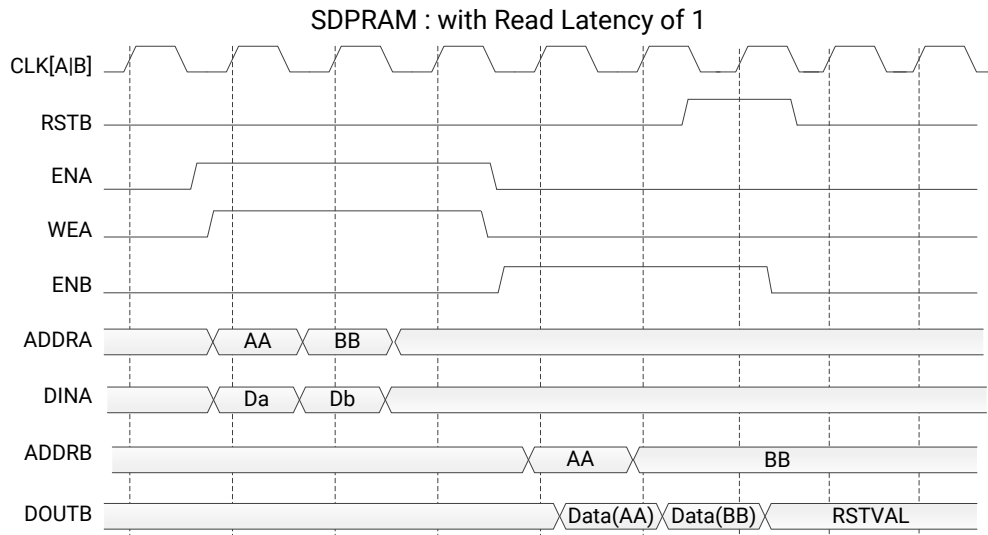 SDPRAM : with Read Latency of 1
CLK[A|B]
RSTB
ENA
WEA
ENB
ADDRA AA BB
DINA Da Db
ADDRB AA BB
DOUTB Data(AA) Data(BB) RSTVAL